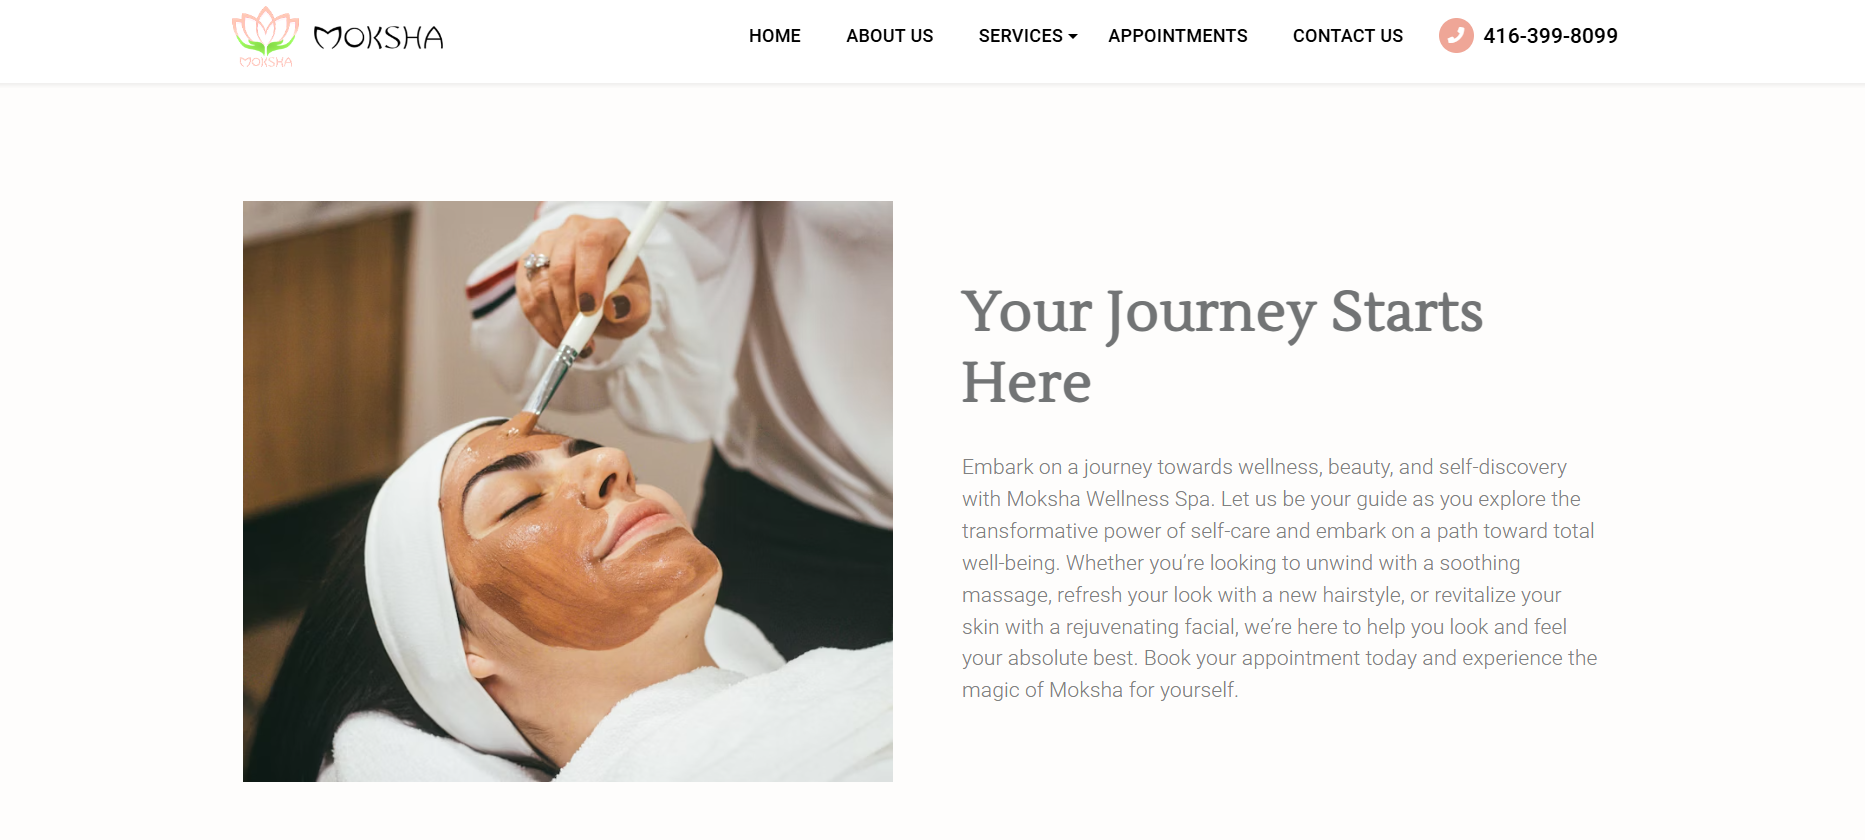 MOKSHA
MOKSHA
HOME
ABOUT US
SERVICES
APPOINTMENTS
CONTACT US
416-399-8099
Your Journey Starts
Here
Embark on a journey towards wellness, beauty, and self-discovery
with Moksha Wellness Spa. Let us be your guide as you explore the
transformative power of self-care and embark on a path toward total
well-being. Whether you’re looking to unwind with a soothing
massage, refresh your look with a new hairstyle, or revitalize your
skin with a rejuvenating facial, we’re here to help you look and feel
your absolute best. Book your appointment today and experience the
magic of Moksha for yourself.